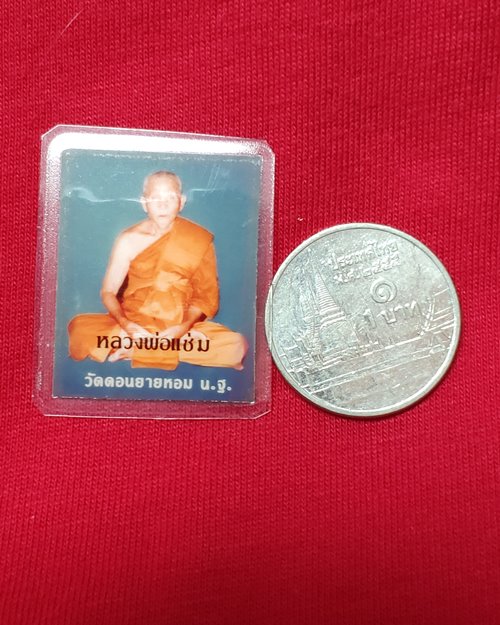 หลวงพ่อแช่ม
วัดดอนยายหอม น.ฐ.
ประเทศไทย
๑
บาท